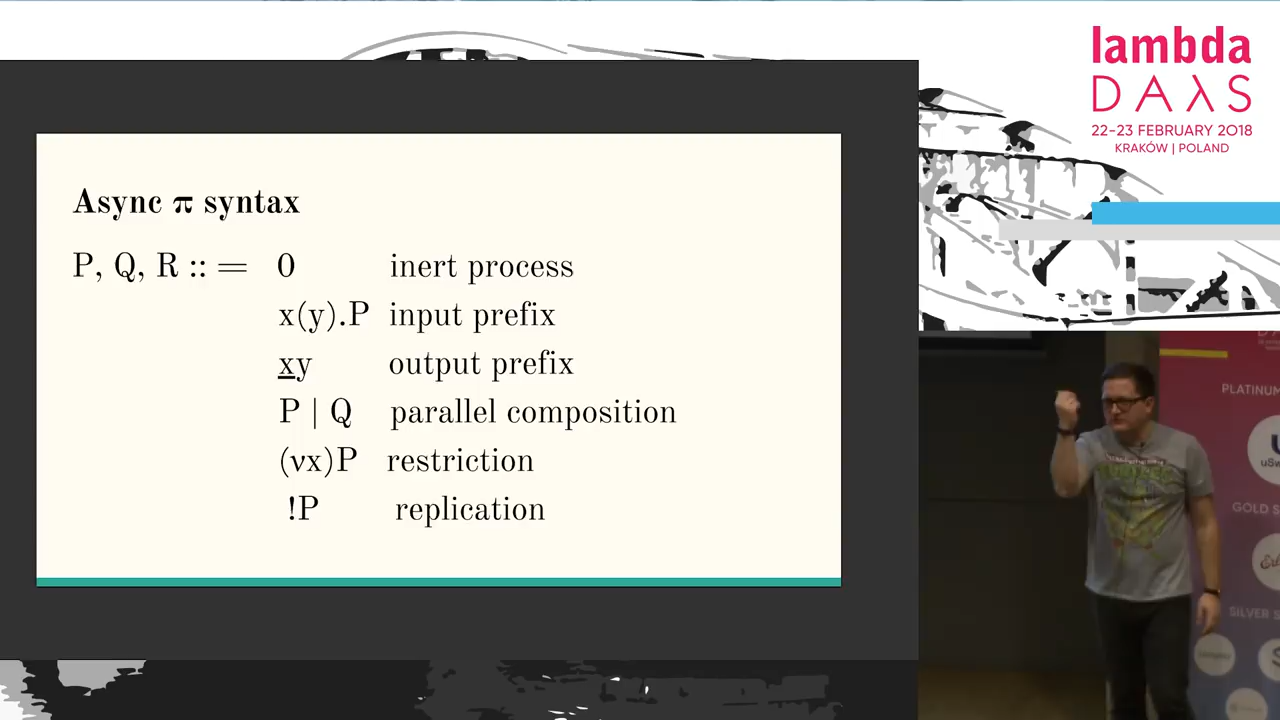 lambda
DAλS
22-23 FEBRUARY 2018
KRAKÓW | POLAND
Async π syntax
P, Q, R :: = 0 inert process
x(y).P input prefix
xy output prefix
P | Q parallel composition
(νx)P restriction
!P replication
PLATINUM
GOLD S
SILVER S